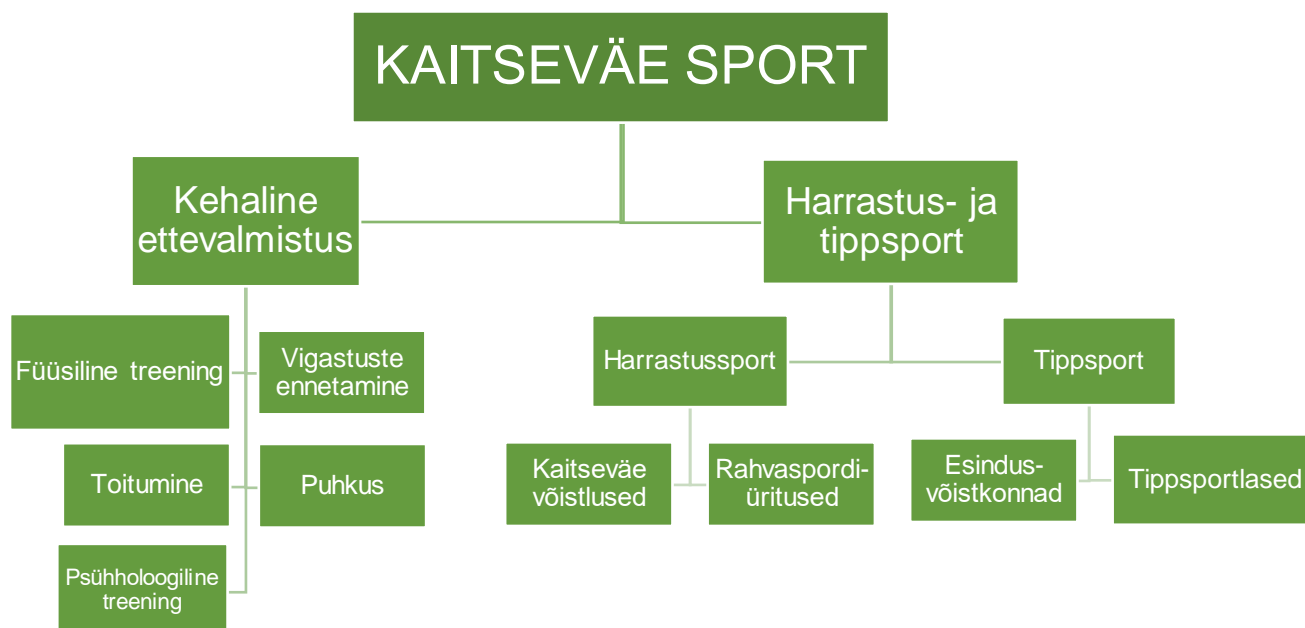 KAITSEVÄE SPORT
Kehaline
ettevalmistus
Harrastus- ja
tippsport
Füüsiline treening
Vigastuste
ennetamine
Toitumine
Puhkus
Psühholoogiline
treening
Harrastussport
Tippsport
Kaitseväe
võistlused
Rahvaspordi-
üritused
Esindus-
võistkonnad
Tippsportlased